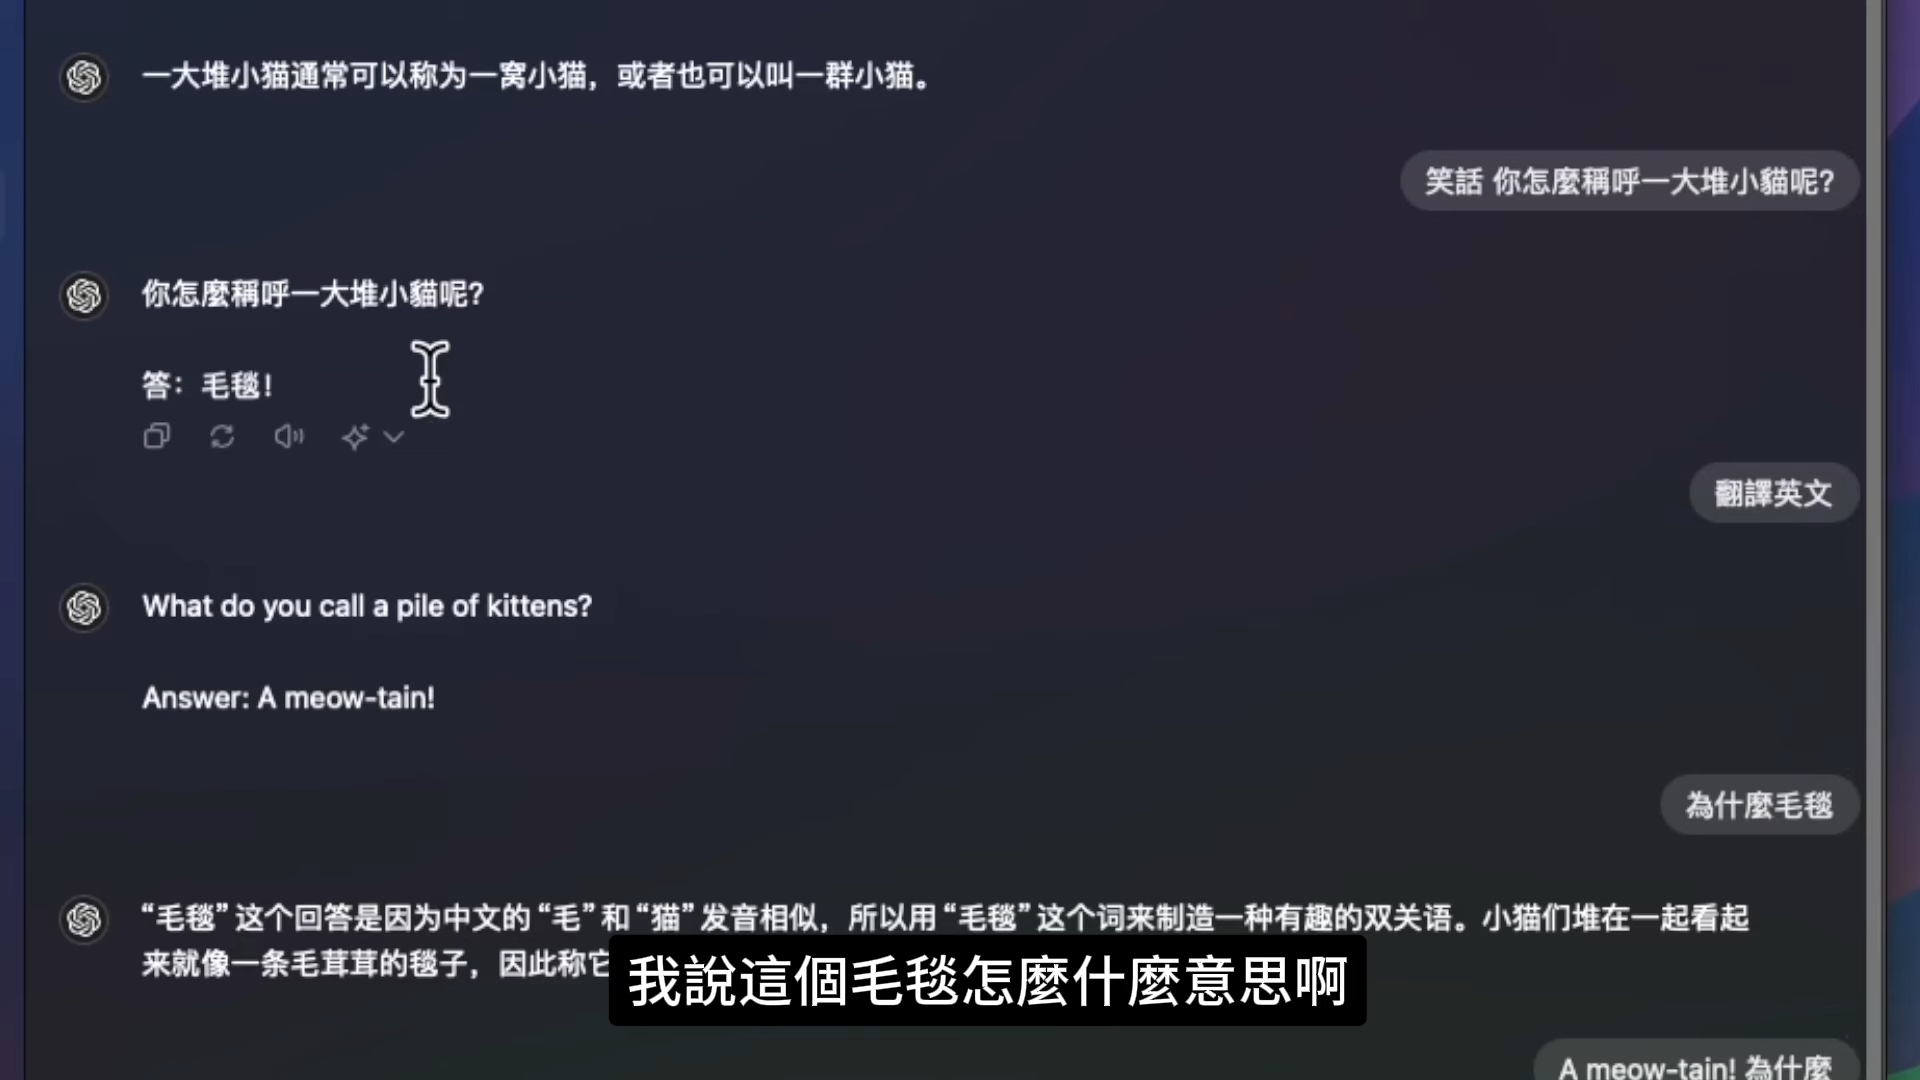 一大堆小猫通常可以称为一窝小猫，或者也可以叫一群小猫。
笑話 你怎麼稱呼一大堆小貓呢?
你怎麼稱呼一大堆小貓呢?
答：毛毯！
翻譯英文
What do you call a pile of kittens?
Answer: A meow-tain!
為什麼毛毯
“毛毯”这个回答是因为中文的“毛”和“猫”发音相似，所以用“毛毯”这个词来制造一种有趣的双关语。小猫们堆在一起看起
来就像一条毛茸茸的毯子，因此称它
我說這個毛毯怎麼什麼意思啊
A meow-tain! 為什麼